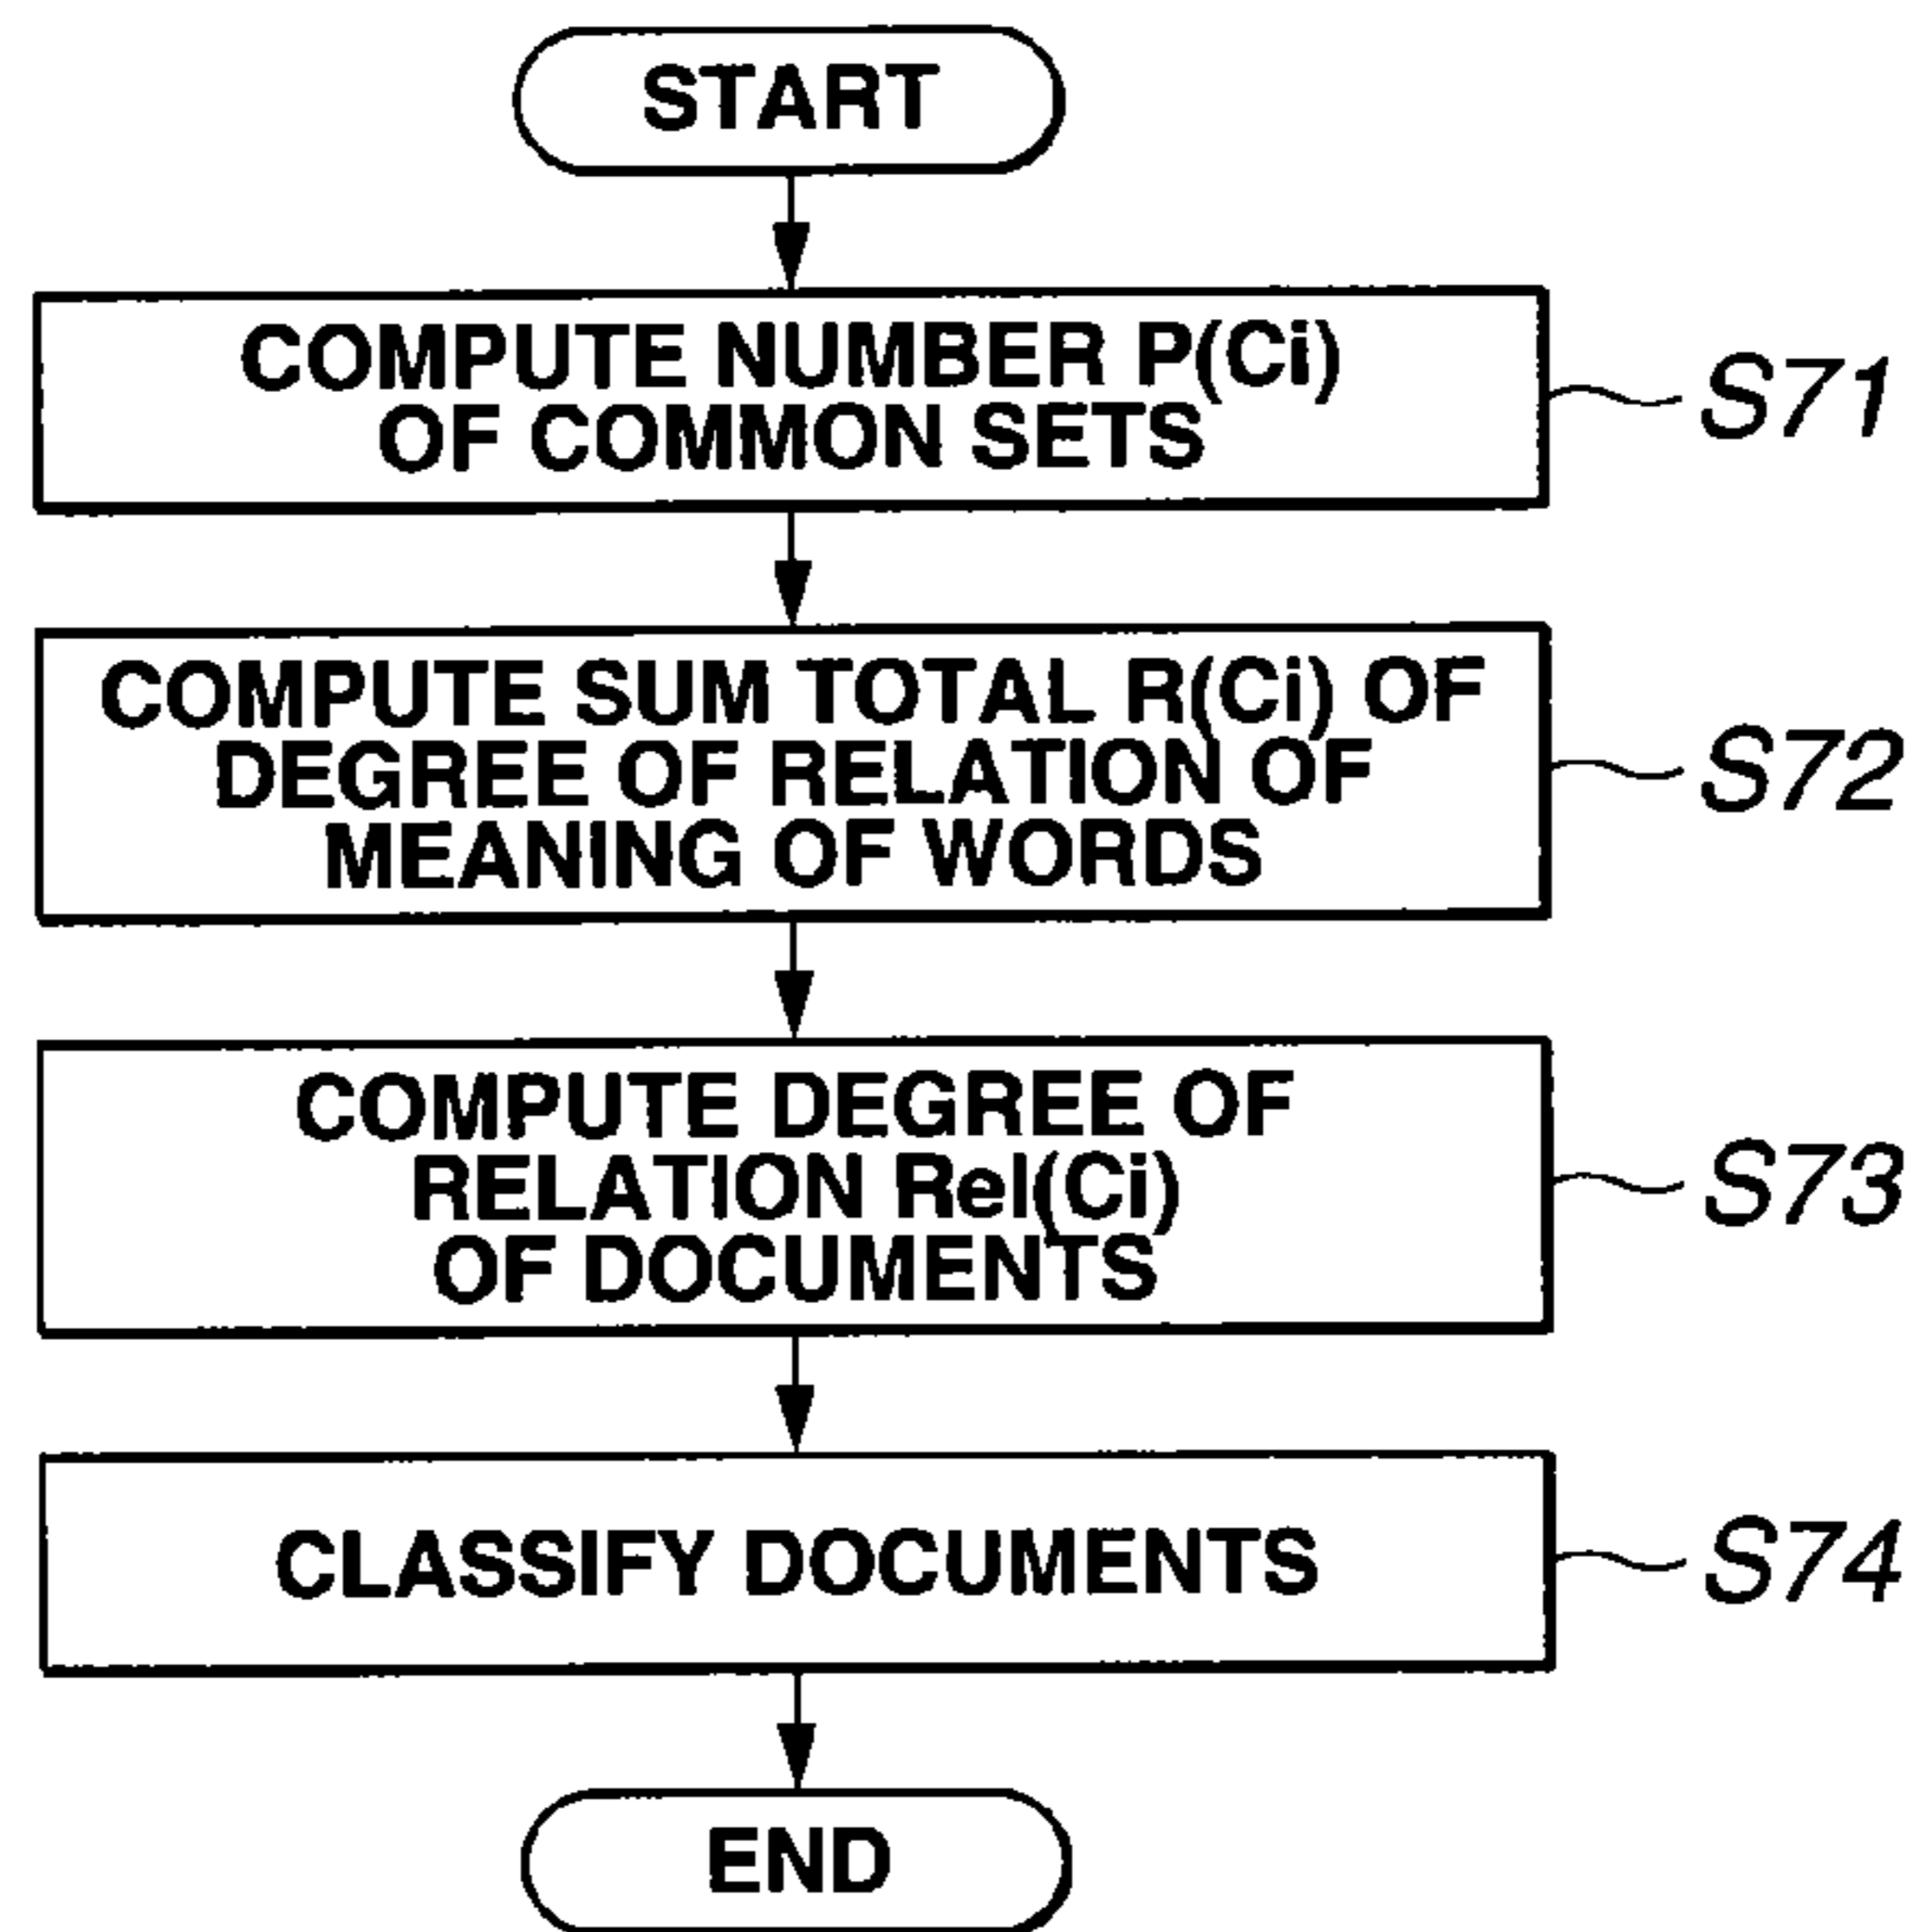 START
COMPUTE NUMBER P(Ci)
OF COMMON SETS
S71
COMPUTE SUM TOTAL R(Ci) OF
DEGREE OF RELATION OF
MEANING OF WORDS
S72
COMPUTE DEGREE OF
RELATION Rel(Ci)
OF DOCUMENTS
S73
CLASSIFY DOCUMENTS
S74
END